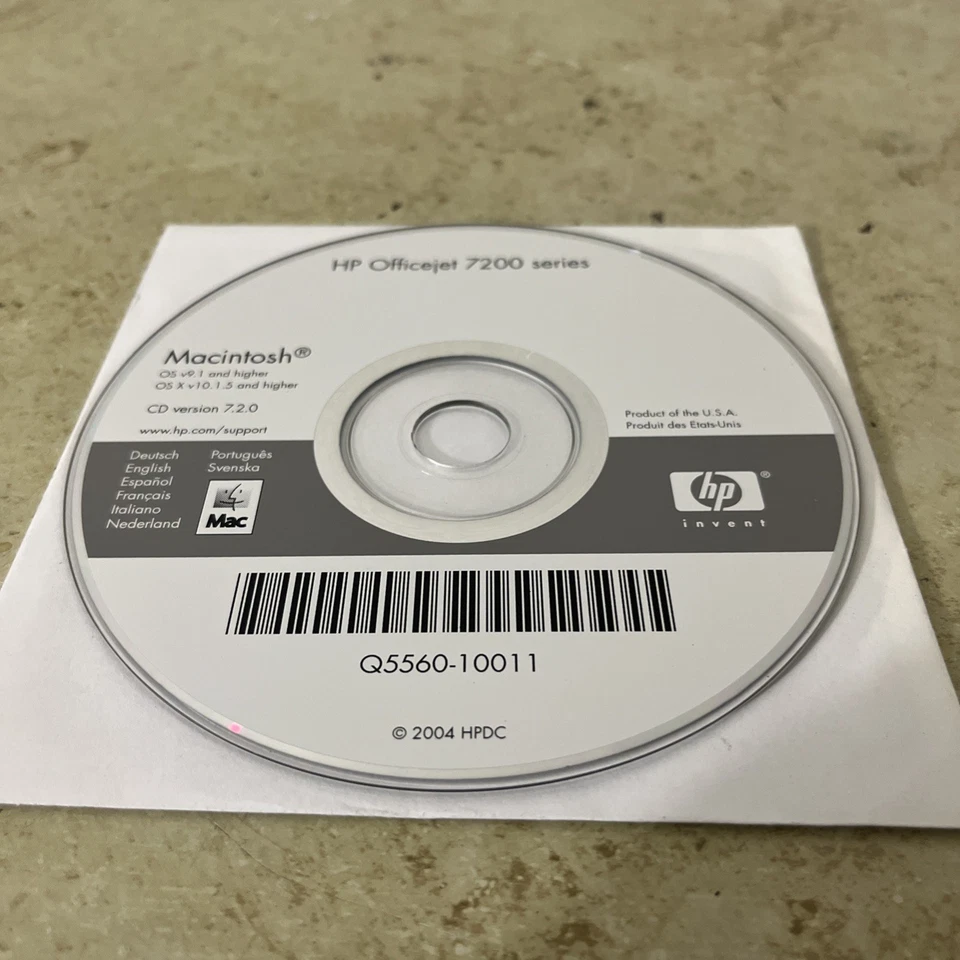 HP Officejet 7200 series
Macintosh®
OS v9.1 and higher
OS X v10.1.5 and higher
CD version 7.2.0
www.hp.com/support
Product of the U.S.A.
Produit des Etats-Unis
Deutsch
English
Español
Français
Italiano
Nederland
Português
Svenska
Mac
hp®
invent
Q5560-10011
© 2004 HPDC